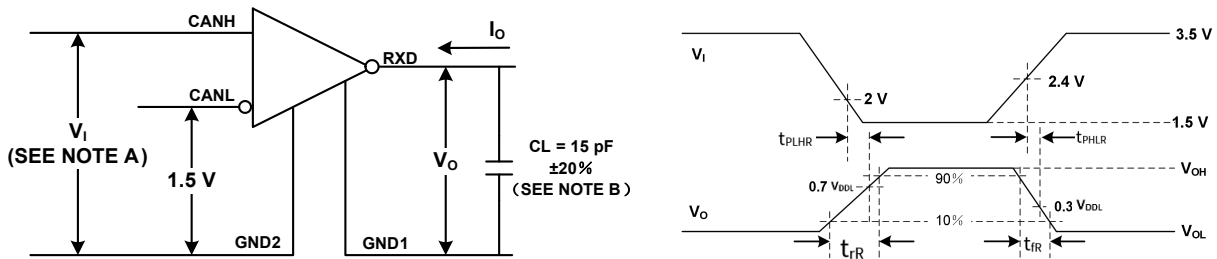 CANH
I_O
RXD
CANL
V_I
(SEE NOTE A)
1.5 V
V_O
CL = 15 pF
±20%
(SEE NOTE B)
GND2
GND1
V_I
3.5 V
2 V
2.4 V
1.5 V
t_PLHR
t_PHLR
V_OH
90%
0.7 V_DDL
0.3 V_DDL
V_O
10%
V_OL
t_rR
t_fR